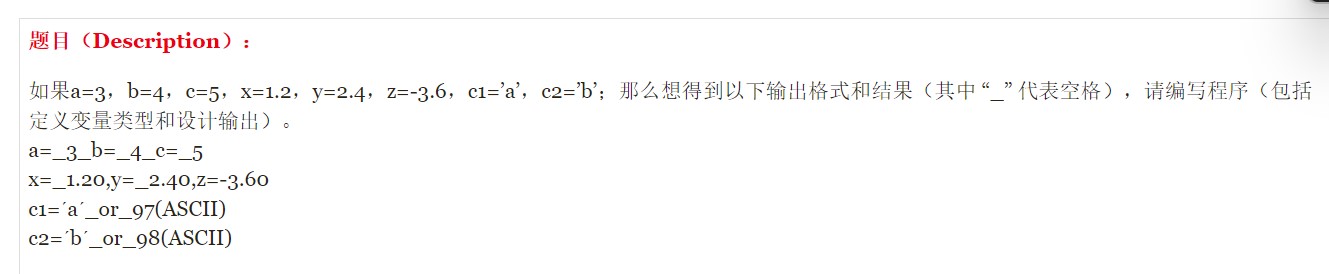 题目（Description）：
如果a=3，b=4，c=5，x=1.2，y=2.4，z=-3.6，c1=’a’，c2=’b’；那么想得到以下输出格式和结果（其中 “_” 代表空格），请编写程序（包括
定义变量类型和设计输出）。
a=_3_b=_4_c=_5
x=_1.20,y=_2.40,z=-3.60
c1=´a´_or_97(ASCII)
c2=´b´_or_98(ASCII)